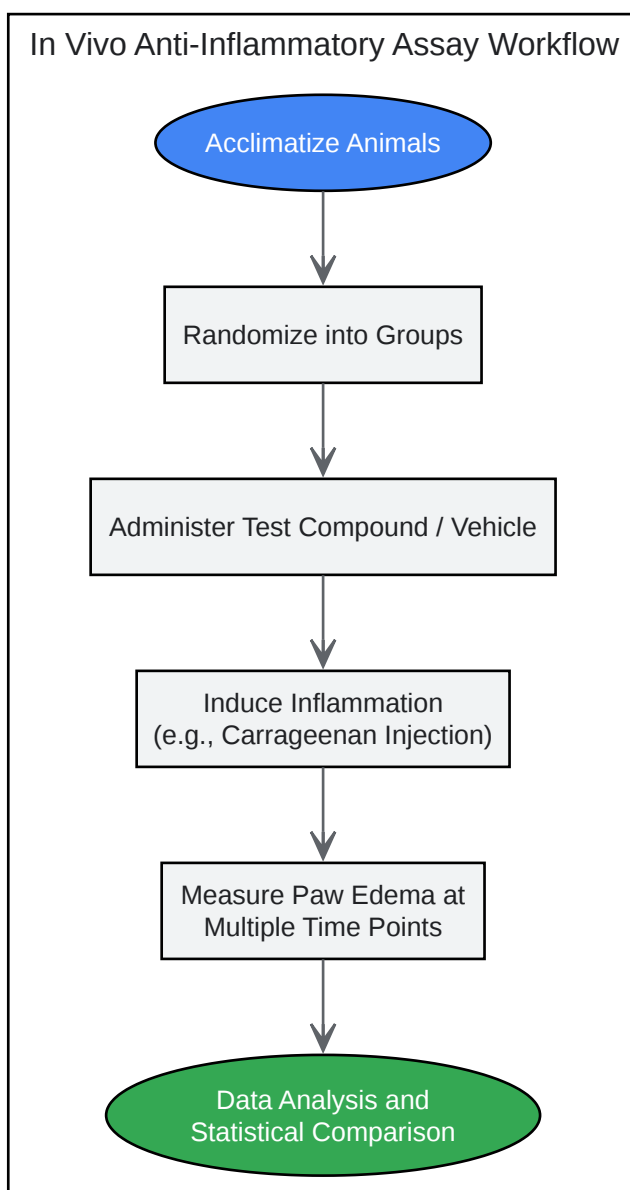 In Vivo Anti-Inflammatory Assay Workflow
Acclimatize Animals
Randomize into Groups
Administer Test Compound / Vehicle
Induce Inflammation
(e.g., Carrageenan Injection)
Measure Paw Edema at
Multiple Time Points
Data Analysis and
Statistical Comparison